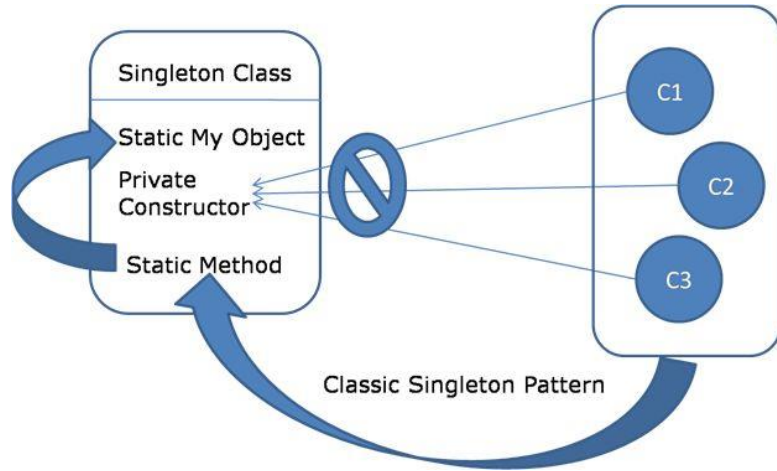 Singleton Class
Static My Object
Private
Constructor
Static Method
C1
C2
C3
Classic Singleton Pattern